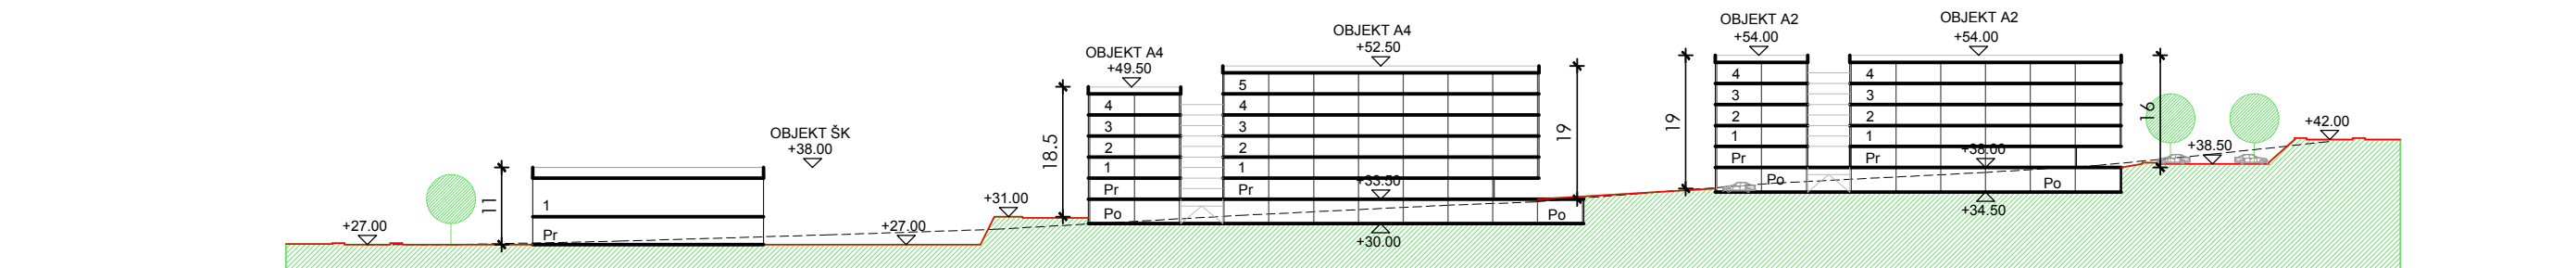 OBJEKT ŠK
+38.00
11
1
Pr
+27.00
+27.00
+31.00
OBJEKT A4
+49.50
18.5
4
3
2
1
Pr
Po
OBJEKT A4
+52.50
5
4
3
2
1
Pr
+33.50
Po
+30.00
19
OBJEKT A2
+54.00
19
4
3
2
1
Pr
Po
OBJEKT A2
+54.00
4
3
2
1
Pr
+38.00
Po
+34.50
16
+38.50
+42.00